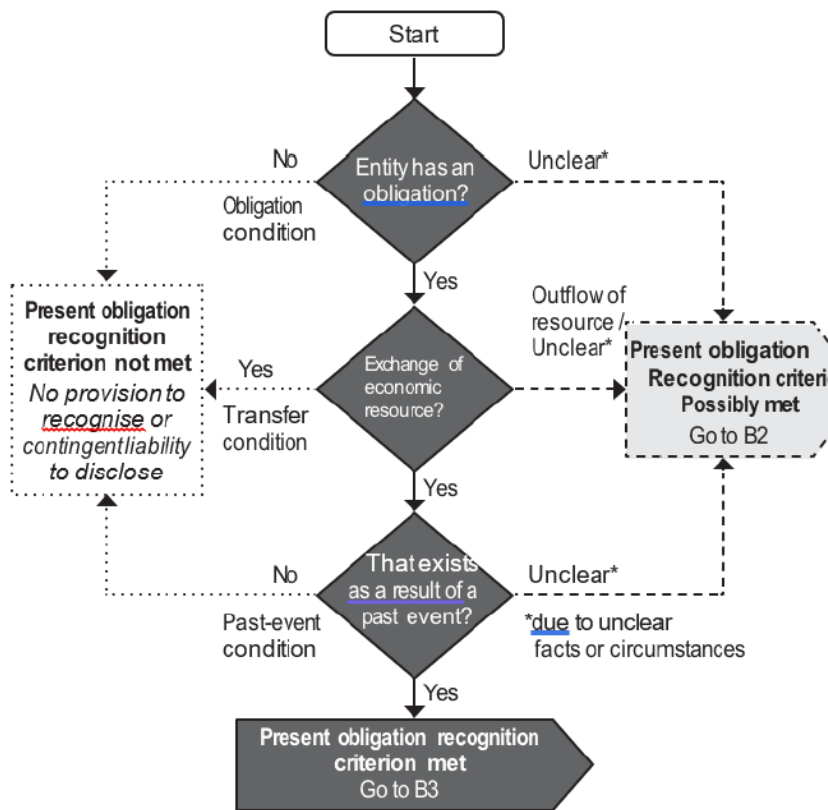 Start
Entity has an
obligation?
No
Obligation
condition
Unclear*
Yes
Present obligation
recognition
criterion not met
No provision to
recognise or
contingent liability
to disclose
Exchange of
economic
resource?
Yes
Transfer
condition
Outflow of
resource /
Unclear*
Present obligation
Recognition criteri
Possibly met
Go to B2
Yes
That exists
as a result of a
past event?
No
Past-event
condition
Unclear*
*due to unclear
facts or circumstances
Yes
Present obligation recognition
criterion met
Go to B3